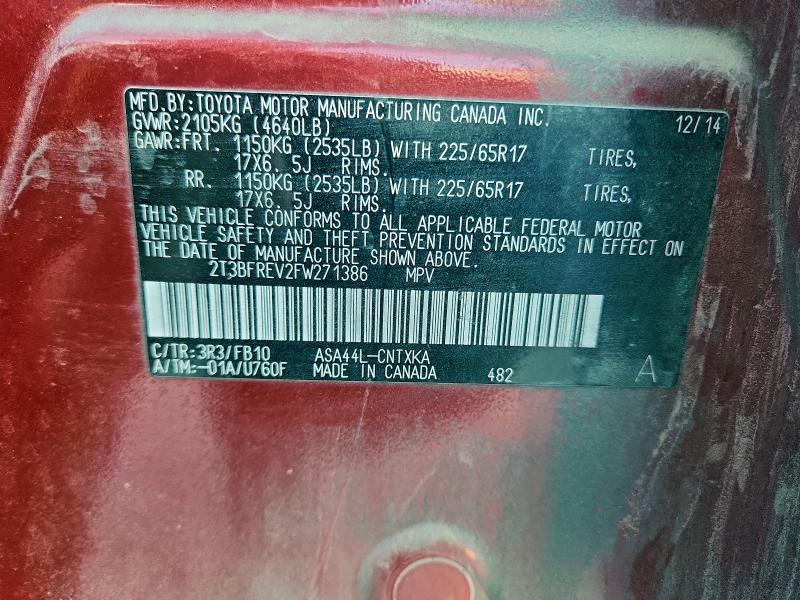 MFD.BY:TOYOTA MOTOR MANUFACTURING CANADA INC.
GVWR:2105KG (4640LB) 12/14
GAWR:FRT. 1150KG (2535LB) WITH 225/65R17 TIRES,
17X6. 5J RIMS.
RR. 1150KG (2535LB) WITH 225/65R17 TIRES,
17X6. 5J RIMS.
THIS VEHICLE CONFORMS TO ALL APPLICABLE FEDERAL MOTOR
VEHICLE SAFETY AND THEFT PREVENTION STANDARDS IN EFFECT ON
THE DATE OF MANUFACTURE SHOWN ABOVE.
2T3BFREV2FW271386 MPV
C/TR:3R3/FB10 ASA44L-CNTXKA
A/TM:-01A/U760F MADE IN CANADA 482 A